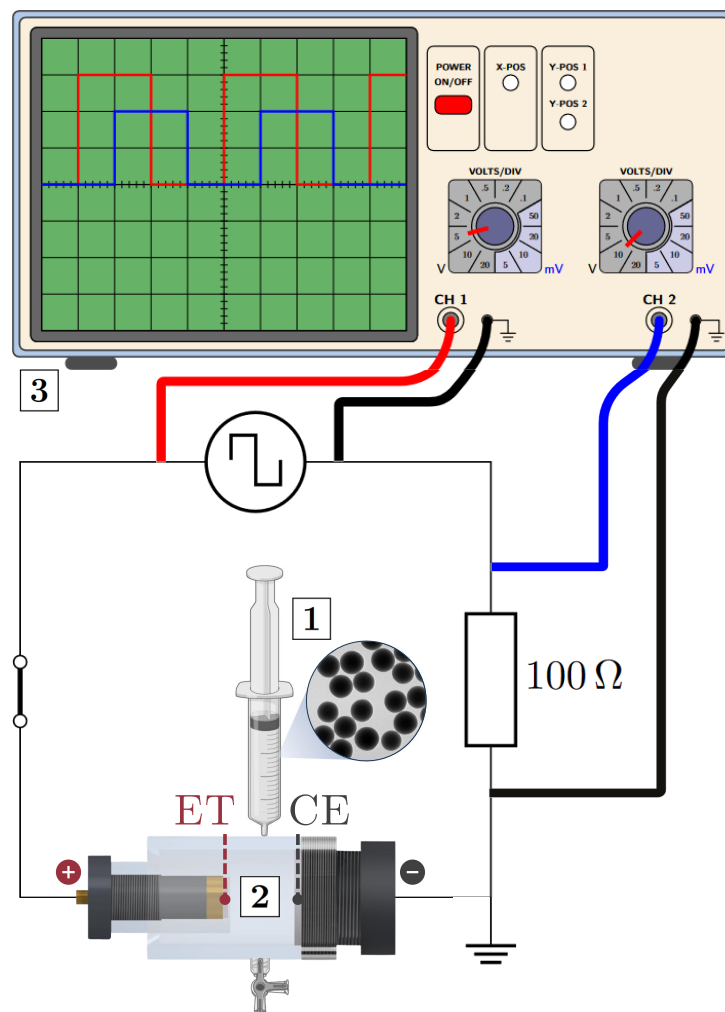 POWER
ON/OFF
X-POS
Y-POS 1
Y-POS 2
VOLTS/DIV
.5 .2
1 .1
2 50
5 20
10 10
20 5
V mV
VOLTS/DIV
.5 .2
1 .1
2 50
5 20
10 10
20 5
V mV
CH 1
CH 2
3
1
100 Ω
ET CE
+ 2 −